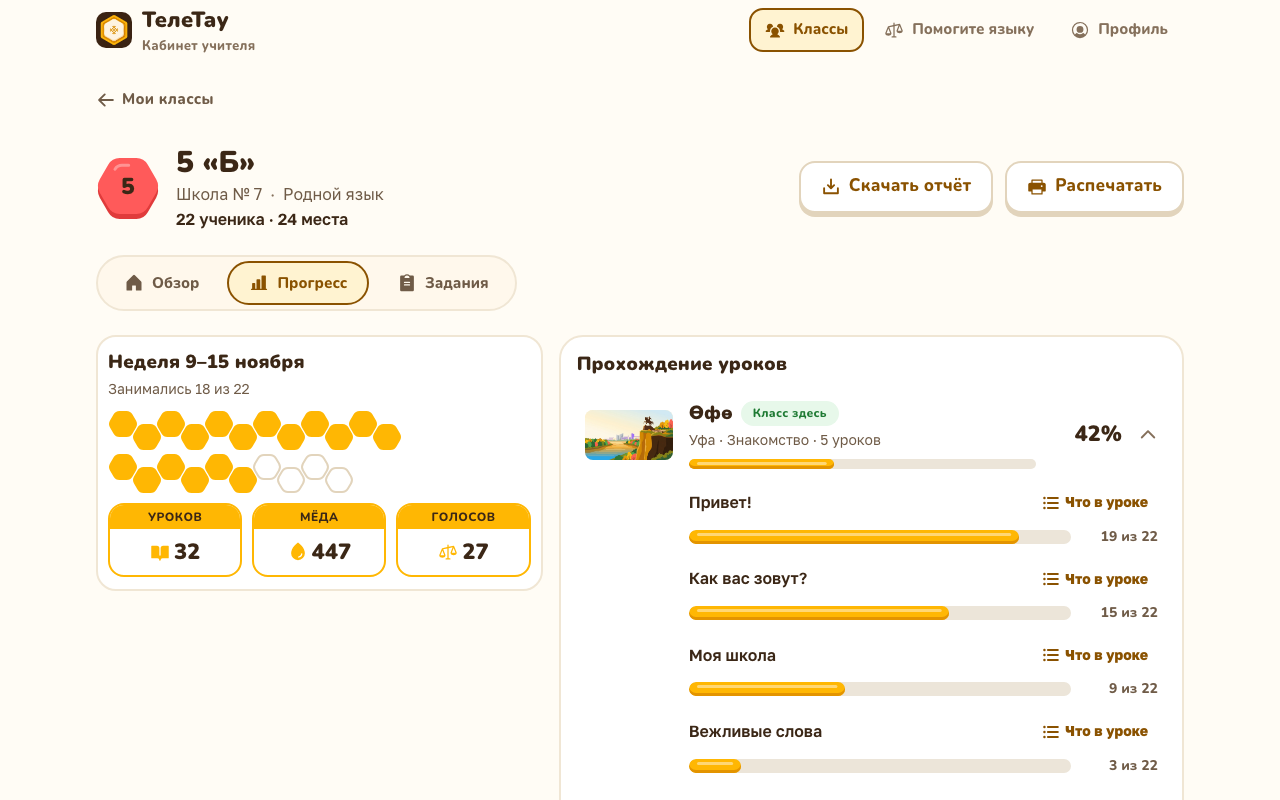 ТелеТау
Кабинет учителя
Классы
Помогите языку
Профиль
Мои классы
5
5 «Б»
Школа № 7 · Родной язык
22 ученика · 24 места
Скачать отчёт
Распечатать
Обзор
Прогресс
Задания
Неделя 9–15 ноября
Занимались 18 из 22
УРОКОВ
32
МЁДА
447
ГОЛОСОВ
27
Прохождение уроков
Өфө
Класс здесь
Уфа · Знакомство · 5 уроков
42%
Привет!
Что в уроке
19 из 22
Как вас зовут?
Что в уроке
15 из 22
Моя школа
Что в уроке
9 из 22
Вежливые слова
Что в уроке
3 из 22